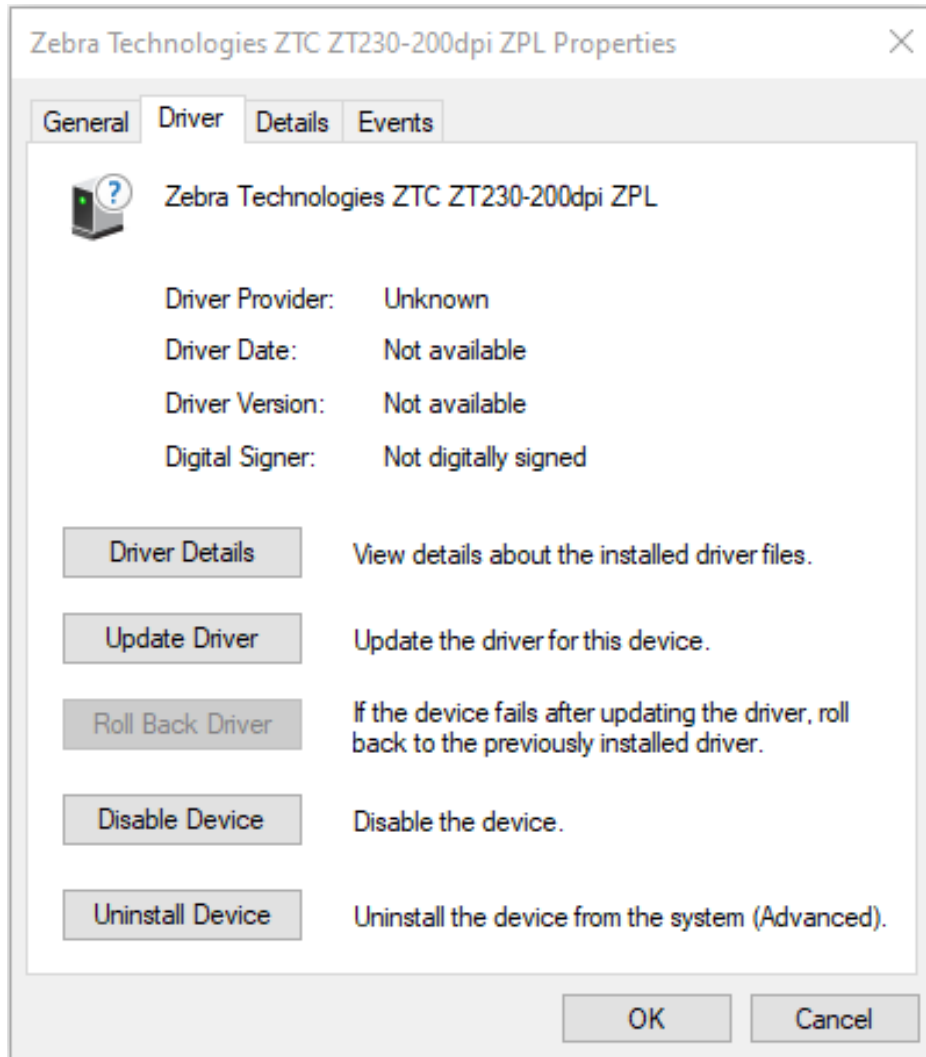 Zebra Technologies ZTC ZT230-200dpi ZPL Properties
General Driver Details Events
?
Zebra Technologies ZTC ZT230-200dpi ZPL
Driver Provider: Unknown
Driver Date: Not available
Driver Version: Not available
Digital Signer: Not digitally signed
Driver Details View details about the installed driver files.
Update Driver Update the driver for this device.
Roll Back Driver If the device fails after updating the driver, roll
back to the previously installed driver.
Disable Device Disable the device.
Uninstall Device Uninstall the device from the system (Advanced).
OK Cancel